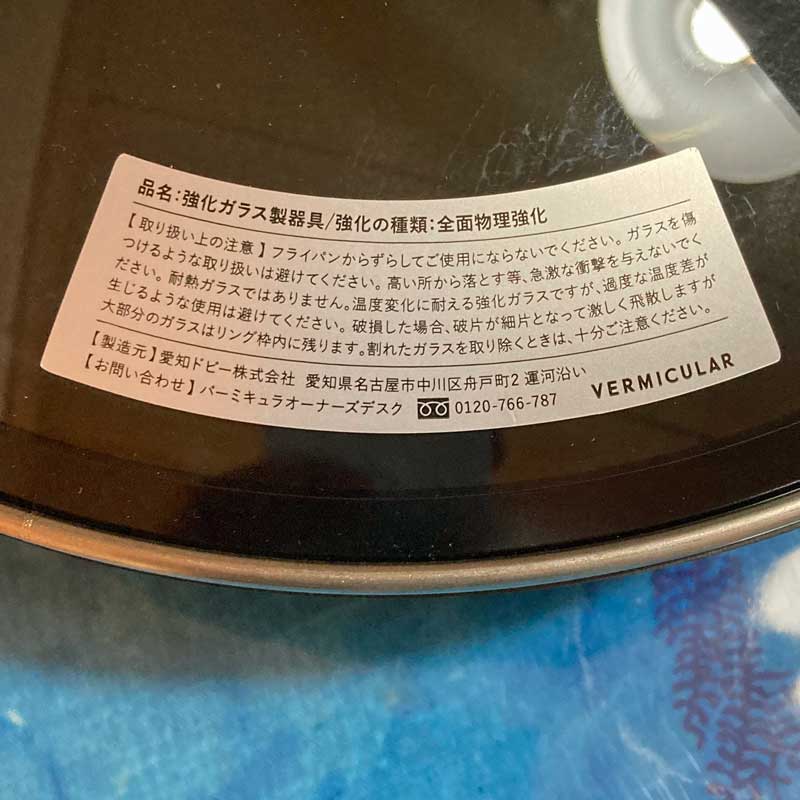 品名：強化ガラス製器具/強化の種類：全面物理強化
【取り扱い上の注意】フライパンからずらしてご使用にならないでください。ガラスを傷
つけるような取り扱いは避けてください。高い所から落とす等、急激な衝撃を与えないでく
ださい。耐熱ガラスではありません。温度変化に耐える強化ガラスですが、過度な温度差が
生じるような使用は避けてください。破損した場合、破片が細片となって激しく飛散しますが
大部分のガラスはリング枠内に残ります。割れたガラスを取り除くときは、十分ご注意ください。
【製造元】愛知ドビー株式会社 愛知県名古屋市中川区舟戸町2 運河沿い
【お問い合わせ】バーミキュラオーナーズデスク 0120-766-787
VERMICULAR